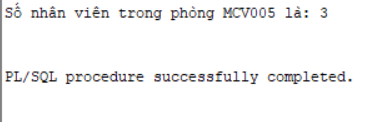 Số nhân viên trong phòng MCV005 là: 3
PL/SQL procedure successfully completed.